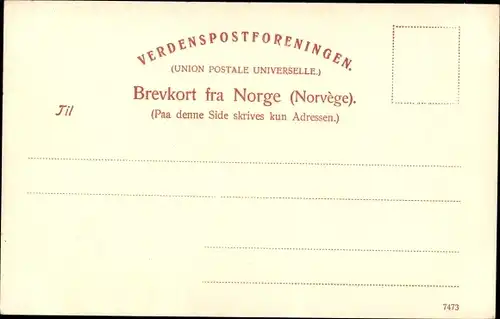 VERDENSPOSTFORENINGEN.
(UNION POSTALE UNIVERSELLE.)
Brevkort fra Norge (Norvège).
(Paa denne Side skrives kun Adressen.)
Til
7473